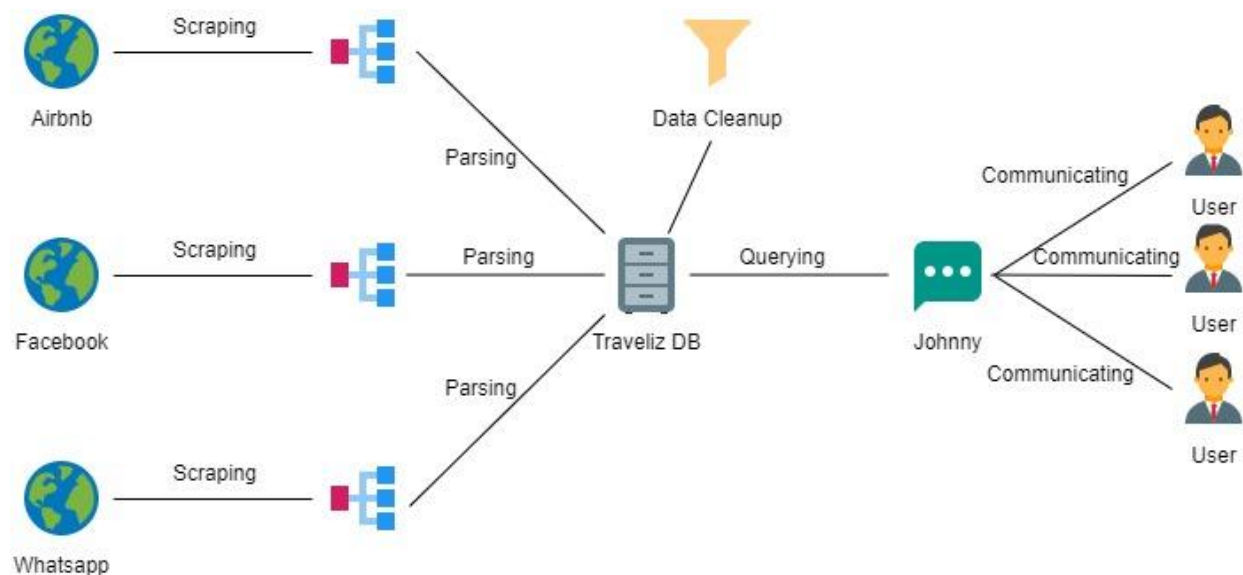 Scraping
Airbnb
Parsing
Data Cleanup
Scraping
Facebook
Parsing
Traveliz DB
Querying
Johnny
Scraping
Whatsapp
Parsing
Communicating
User
Communicating
User
Communicating
User